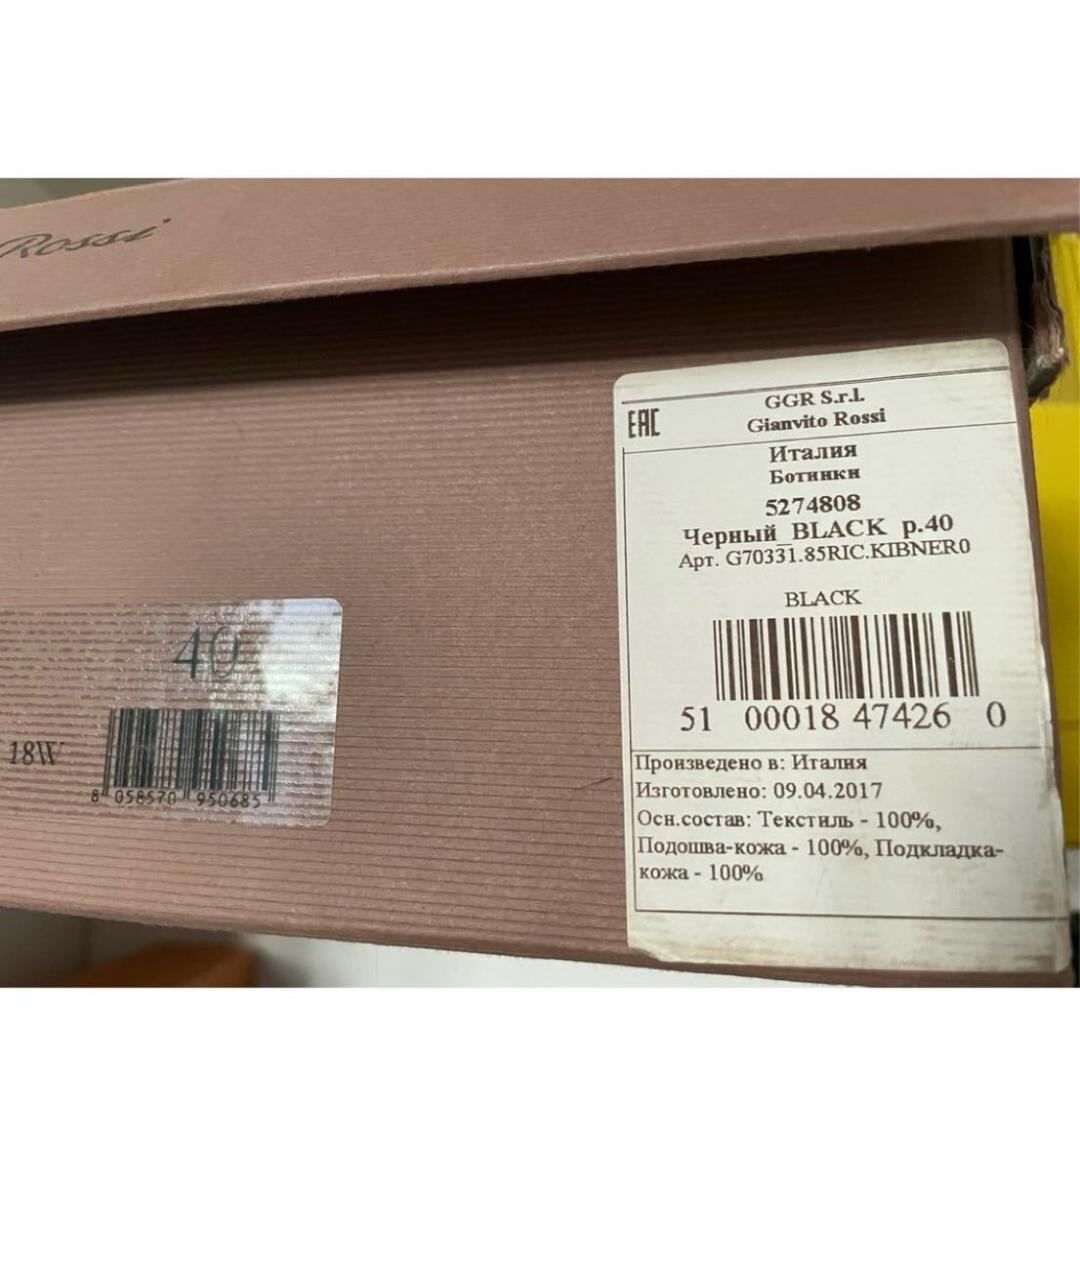 Rossi
EAC
GGR S.r.l.
Gianvito Rossi
Италия
Ботинки
5274808
Черный_BLACK р.40
Арт. G70331.85RIC.KIBNER0
BLACK
51 00018 47426 0
Произведено в: Италия
Изготовлено: 09.04.2017
Осн.состав: Текстиль - 100%,
Подошва-кожа - 100%, Подкладка-
кожа - 100%
40
18W
8 058570 950685